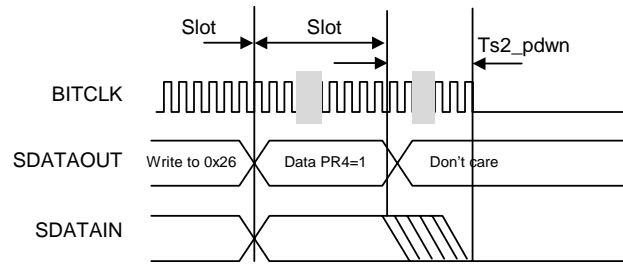 Slot Slot
Ts2_pdwn
BITCLK
SDATAOUT Write to 0x26 Data PR4=1 Don't care
SDATAIN